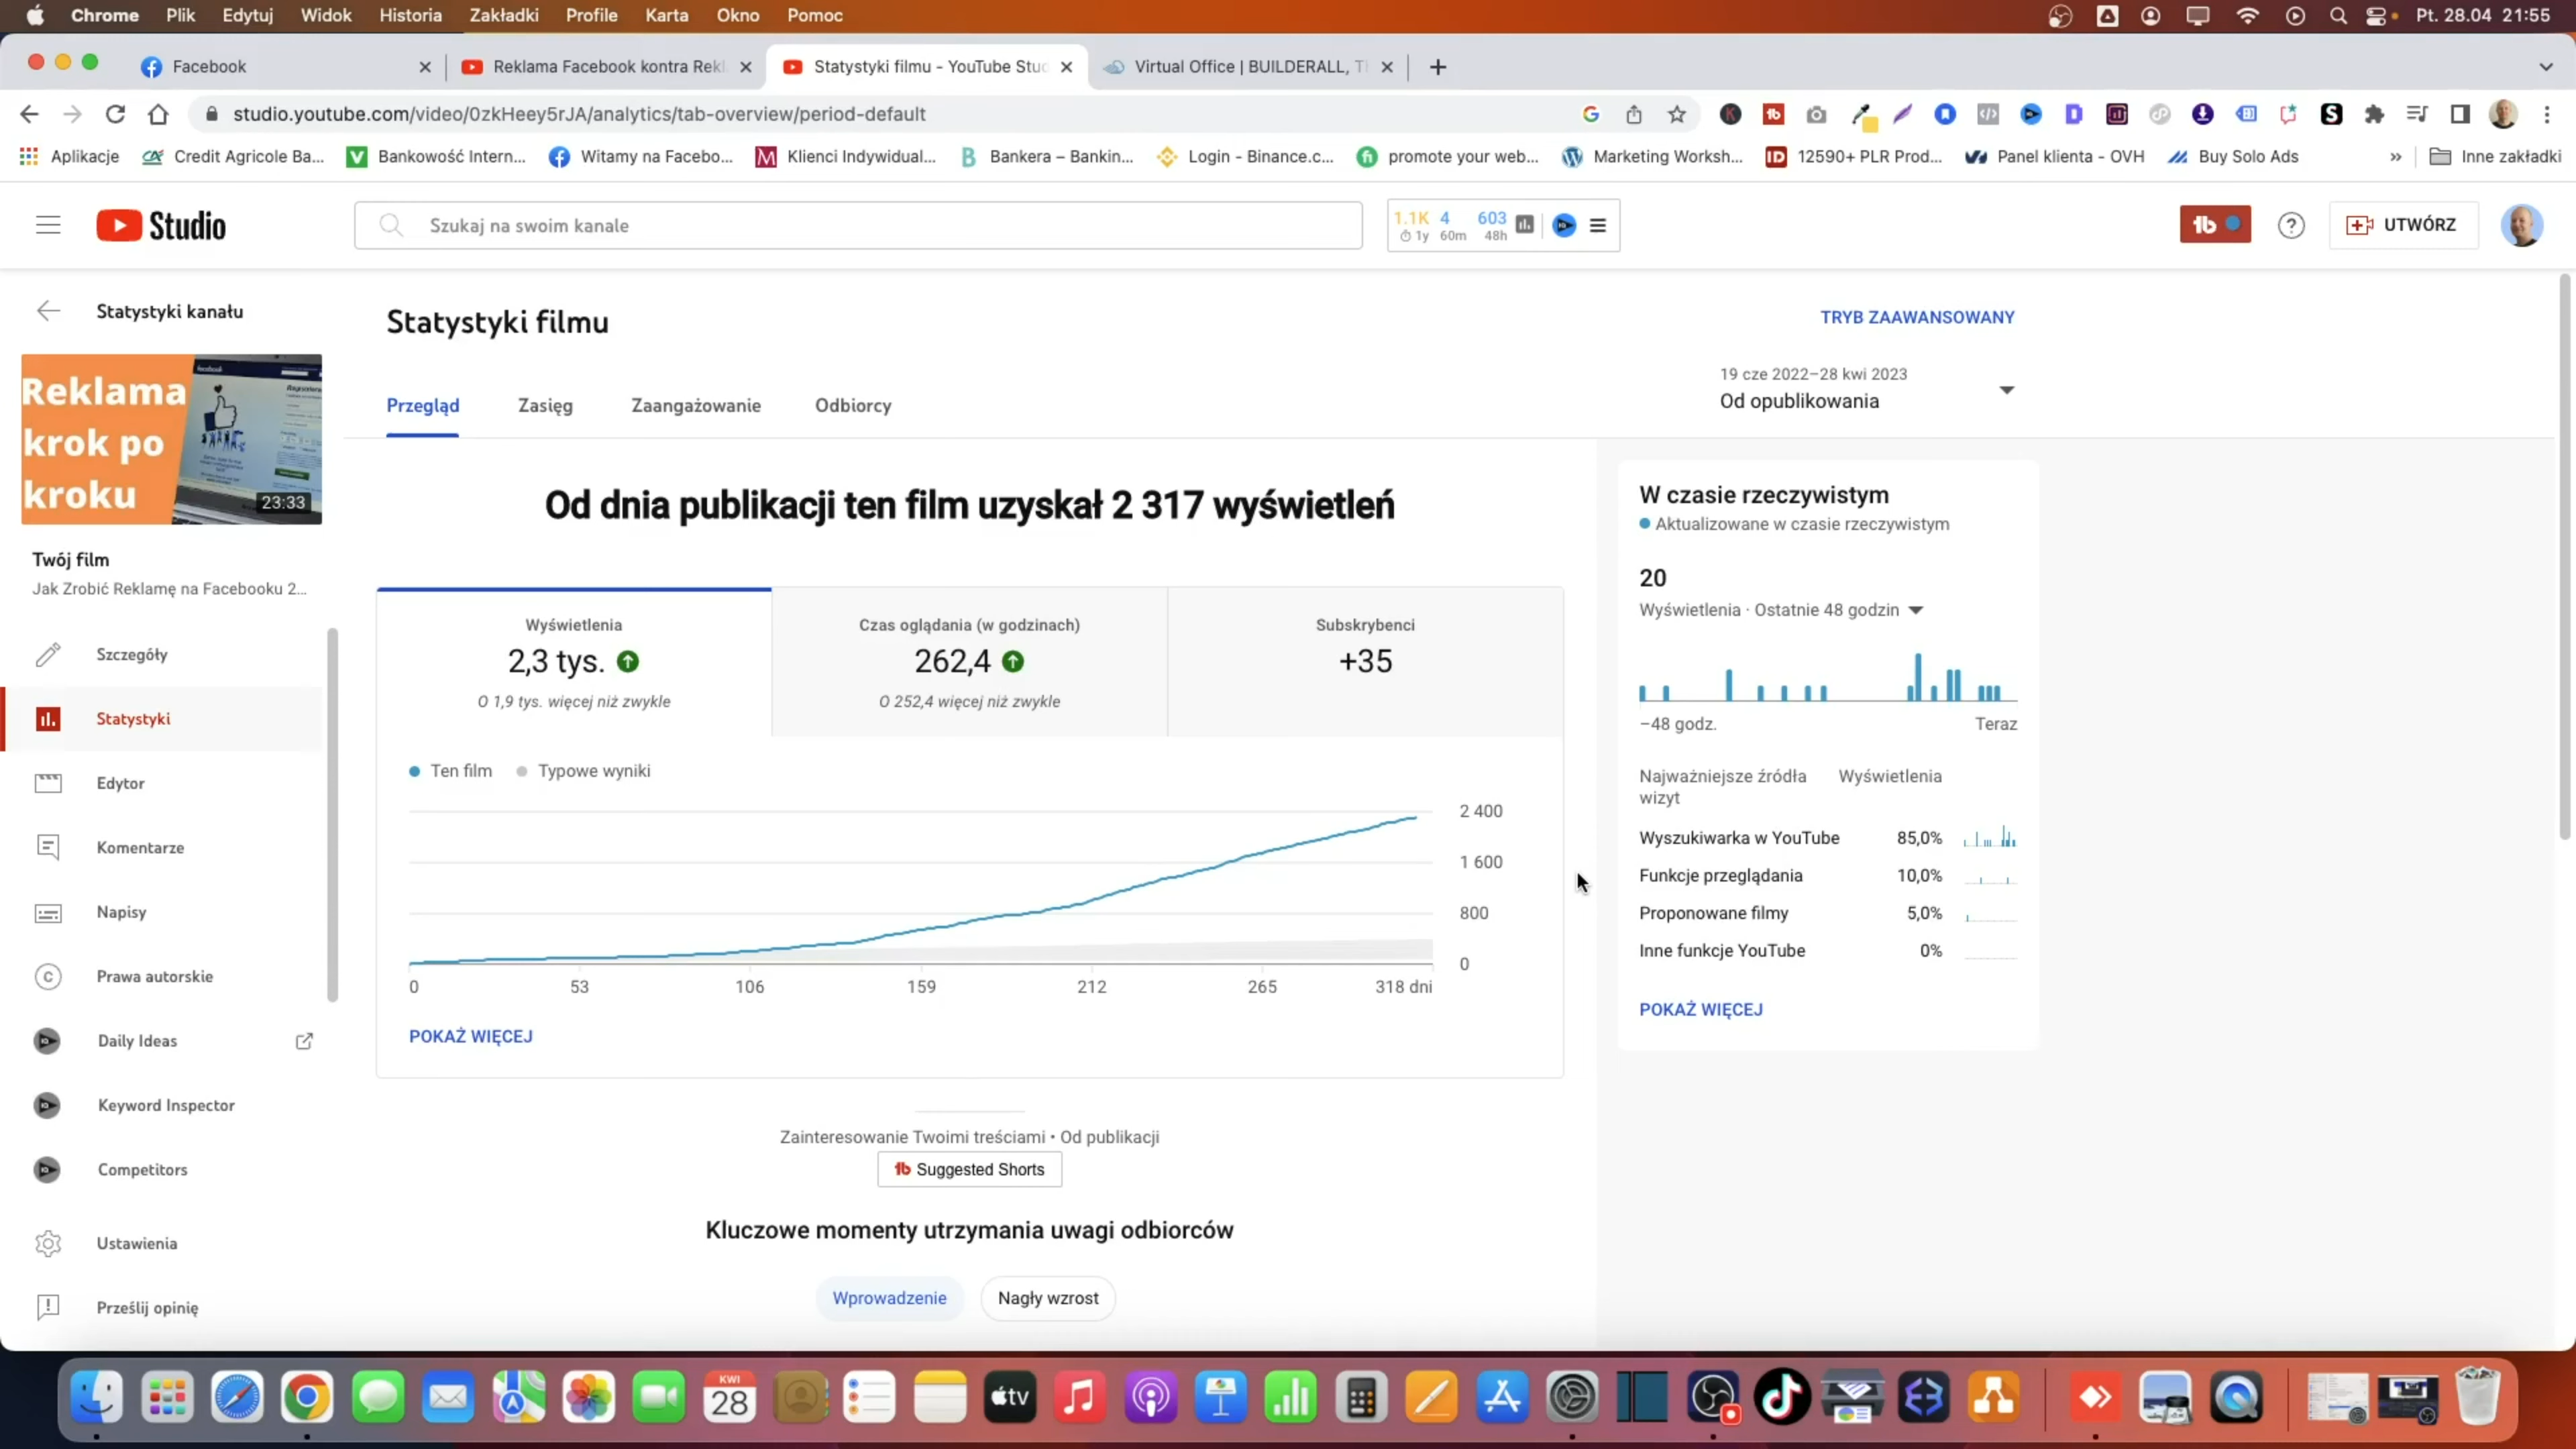 Chrome Plik Edytuj Widok Historia Zakładki Profile Karta Okno Pomoc
Pt. 28.04 21:55
Facebook
Reklama Facebook kontra Rekl
Statystyki filmu - YouTube Stuc
Virtual Office | BUILDERALL, T
studio.youtube.com/video/0zkHeey5rJA/analytics/tab-overview/period-default
Aplikacje Credit Agricole Ba... Bankowość Intern... Witamy na Facebo... Klienci Indywidual... Bankera – Bankin... Login - Binance.c... promote your web... Marketing Worksh... 12590+ PLR Prod... Panel klienta - OVH Buy Solo Ads » Inne zakładki
Studio
Szukaj na swoim kanale
1.1K 4 603
1y 60m 48h
UTWÓRZ
Statystyki kanału
Reklama
krok po
kroku
23:33
Twój film
Jak Zrobić Reklamę na Facebooku 2...
Szczegóły
Statystyki
Edytor
Komentarze
Napisy
Prawa autorskie
Daily Ideas
Keyword Inspector
Competitors
Ustawienia
Prześlij opinię
Statystyki filmu
TRYB ZAAWANSOWANY
Przegląd Zasięg Zaangażowanie Odbiorcy
19 cze 2022–28 kwi 2023
Od opublikowania
Od dnia publikacji ten film uzyskał 2 317 wyświetleń
Wyświetlenia
2,3 tys.
O 1,9 tys. więcej niż zwykle
Czas oglądania (w godzinach)
262,4
O 252,4 więcej niż zwykle
Subskrybenci
+35
Ten film Typowe wyniki
2 400
1 600
800
0
0 53 106 159 212 265 318 dni
POKAŻ WIĘCEJ
Zainteresowanie Twoimi treściami • Od publikacji
Suggested Shorts
Kluczowe momenty utrzymania uwagi odbiorców
Wprowadzenie Nagły wzrost
W czasie rzeczywistym
Aktualizowane w czasie rzeczywistym
20
Wyświetlenia · Ostatnie 48 godzin
−48 godz. Teraz
Najważniejsze źródła wizyt Wyświetlenia
Wyszukiwarka w YouTube 85,0%
Funkcje przeglądania 10,0%
Proponowane filmy 5,0%
Inne funkcje YouTube 0%
POKAŻ WIĘCEJ
KWI
28
tv